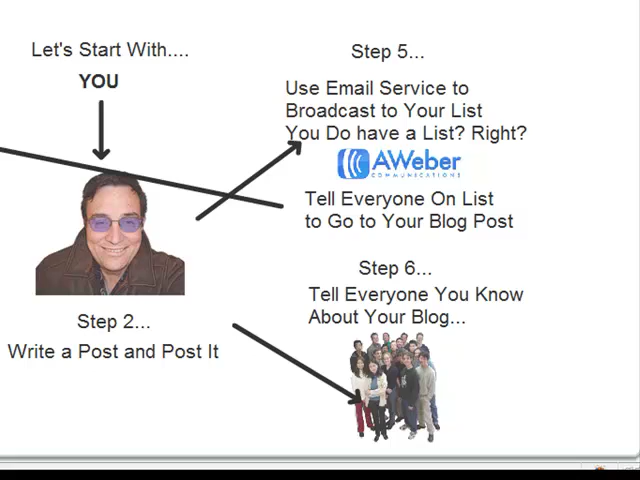 Let's Start With....
YOU
Step 2...
Write a Post and Post It
Step 5...
Use Email Service to
Broadcast to Your List
You Do have a List? Right?
AWeber
COMMUNICATIONS
Tell Everyone On List
to Go to Your Blog Post
Step 6...
Tell Everyone You Know
About Your Blog...